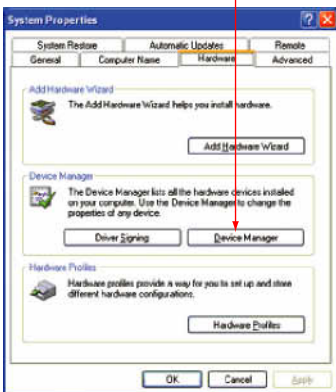 System Properties
System Restore Automatic Updates Remote
General Computer Name Hardware Advanced
Add Hardware Wizard
The Add Hardware Wizard helps you install hardware.
Add Hardware Wizard
Device Manager
The Device Manager lists all the hardware devices installed
on your computer. Use the Device Manager to change the
properties of any device.
Driver Signing Device Manager
Hardware Profiles
Hardware profiles provide a way for you to set up and store
different hardware configurations.
Hardware Profiles
OK Cancel Apply